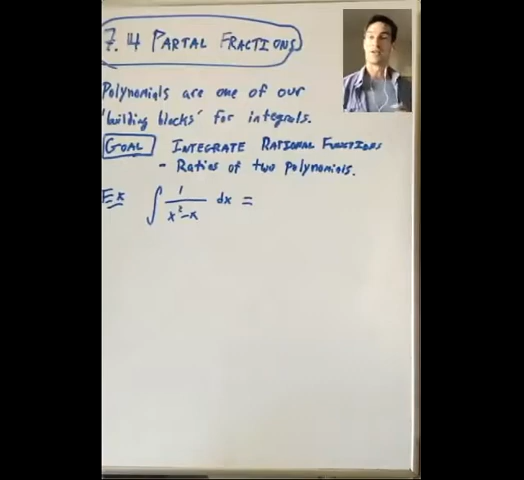 7.4 PARTAL FRACTIONS
Polynomials are one of our
'building blocks' for integrals.
GOAL INTEGRATE RATIONAL FUNCTIONS
- Ratios of two polynomials.
Ex ∫ 1/(x²-x) dx =